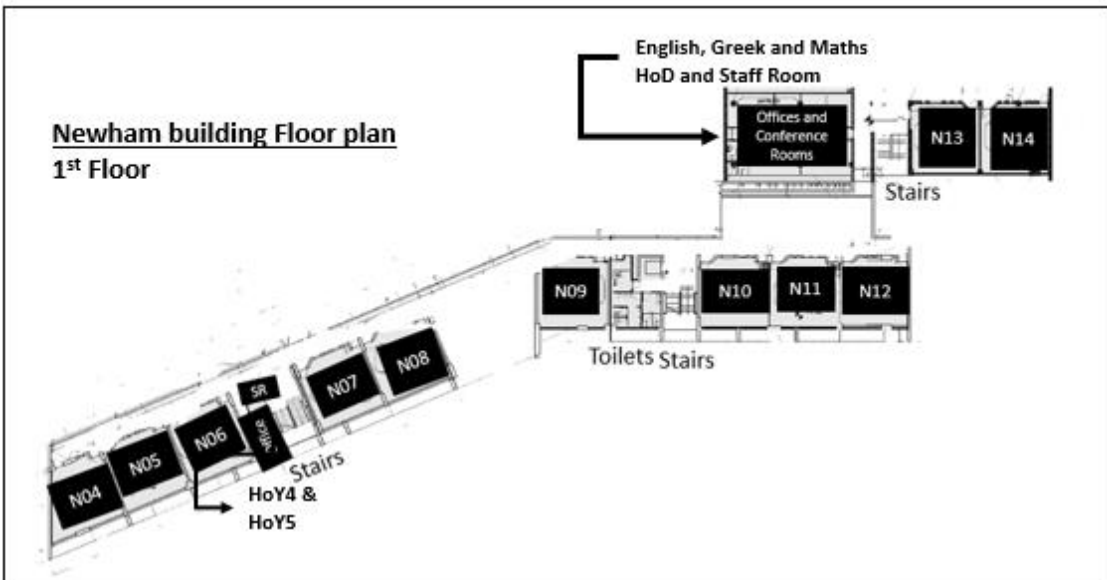 English, Greek and Maths
HoD and Staff Room
Newham building Floor plan
1st Floor
Offices and
Conference
Rooms
N13
N14
Stairs
N09
N10
N11
N12
Toilets
Stairs
N08
N07
SR
N06
Office
N05
N04
Stairs
HoY4 &
HoY5